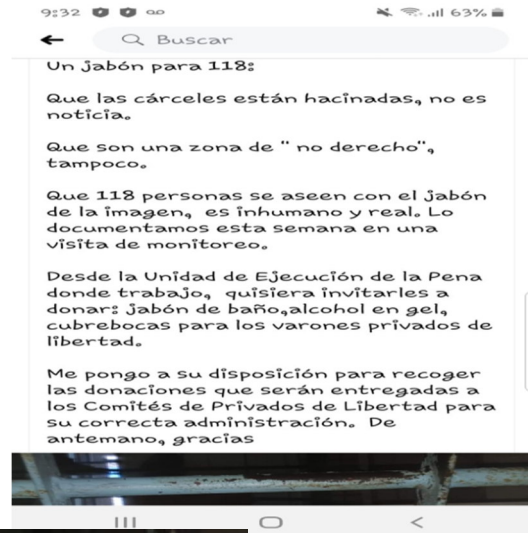 9:32
63%
Buscar
Un jabón para 118:
Que las cárceles están hacinadas, no es
noticia.
Que son una zona de " no derecho",
tampoco.
Que 118 personas se aseen con el jabón
de la imagen, es inhumano y real. Lo
documentamos esta semana en una
visita de monitoreo.
Desde la Unidad de Ejecución de la Pena
donde trabajo, quisiera invitarles a
donar: jabón de baño,alcohol en gel,
cubrebocas para los varones privados de
libertad.
Me pongo a su disposición para recoger
las donaciones que serán entregadas a
los Comités de Privados de Libertad para
su correcta administración. De
antemano, gracias